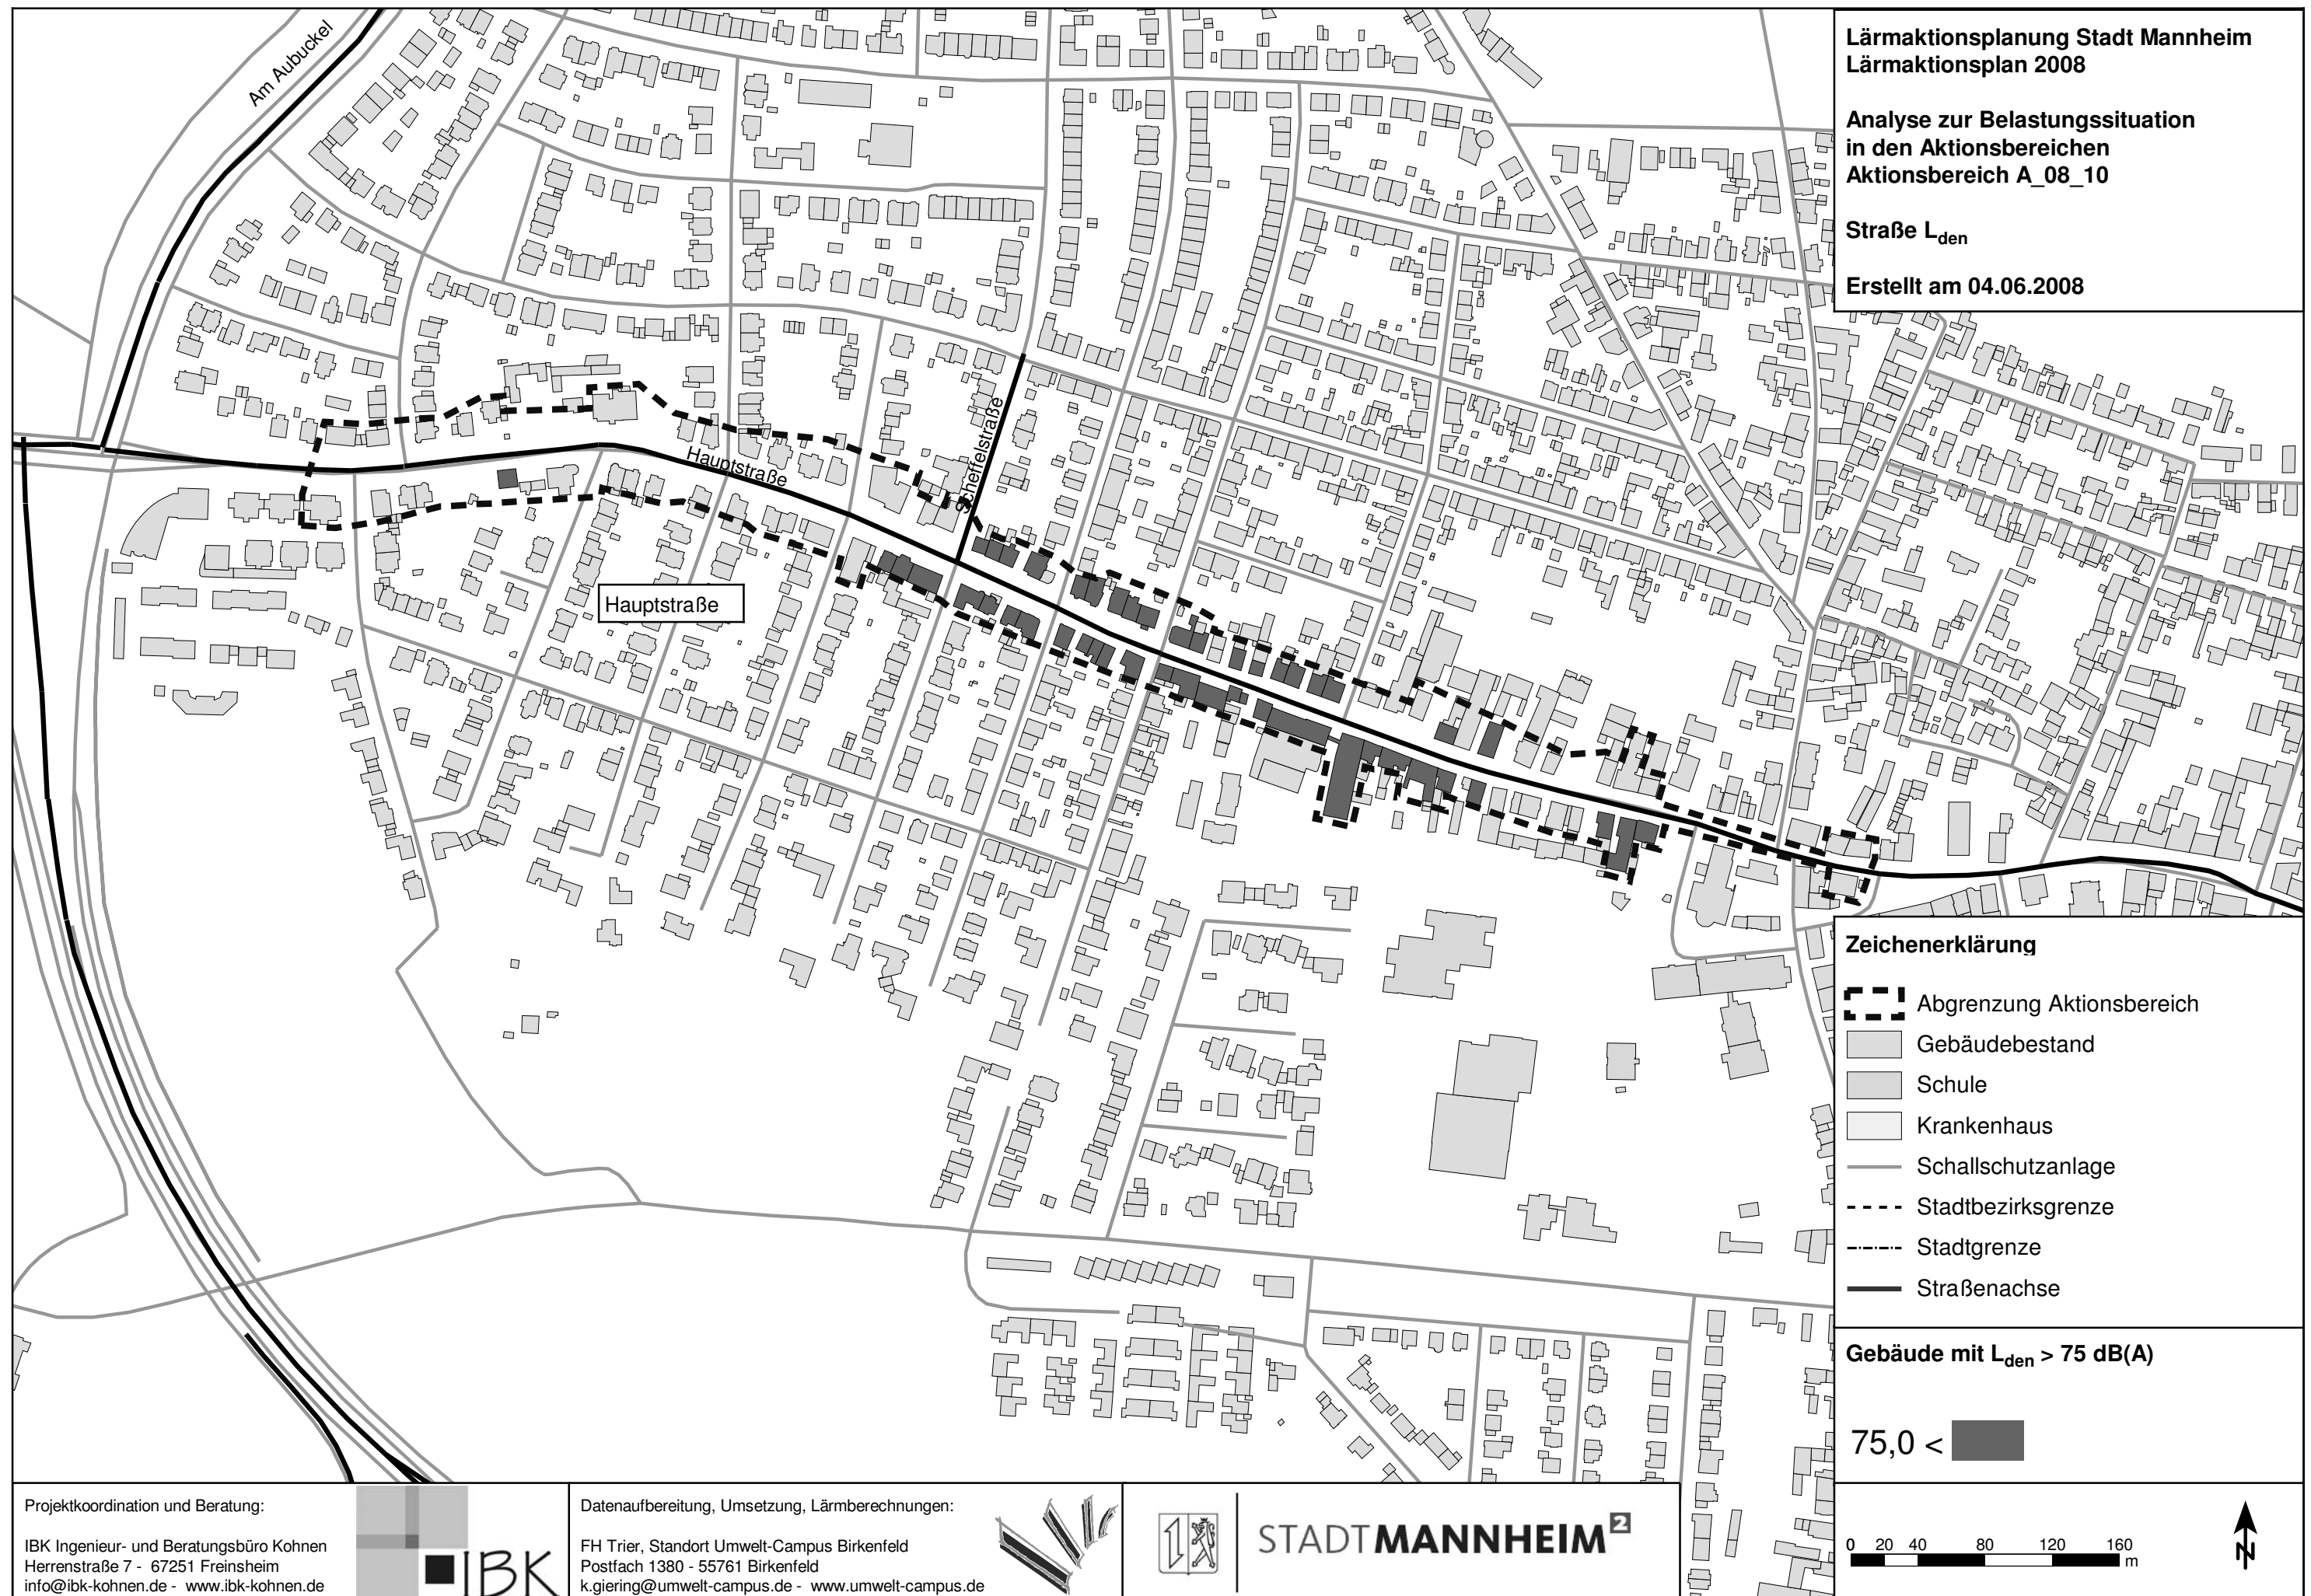 Lärmaktionsplanung Stadt Mannheim
Lärmaktionsplan 2008
Analyse zur Belastungssituation
in den Aktionsbereichen
Aktionsbereich A_08_10
Straße Lden
Erstellt am 04.06.2008
Am Aubuckel
Scheffelstraße
Hauptstraße
Hauptstraße
Zeichenerklärung
Abgrenzung Aktionsbereich
Gebäudebestand
Schule
Krankenhaus
Schallschutzanlage
Stadtbezirksgrenze
Stadtgrenze
Straßenachse
Gebäude mit Lden > 75 dB(A)
75,0 <
0 20 40 80 120 160
m
N
Projektkoordination und Beratung:
IBK Ingenieur- und Beratungsbüro Kohnen
Herrenstraße 7 - 67251 Freinsheim
info@ibk-kohnen.de - www.ibk-kohnen.de
IBK
Datenaufbereitung, Umsetzung, Lärmberechnungen:
FH Trier, Standort Umwelt-Campus Birkenfeld
Postfach 1380 - 55761 Birkenfeld
k.giering@umwelt-campus.de - www.umwelt-campus.de
STADTMANNHEIM²